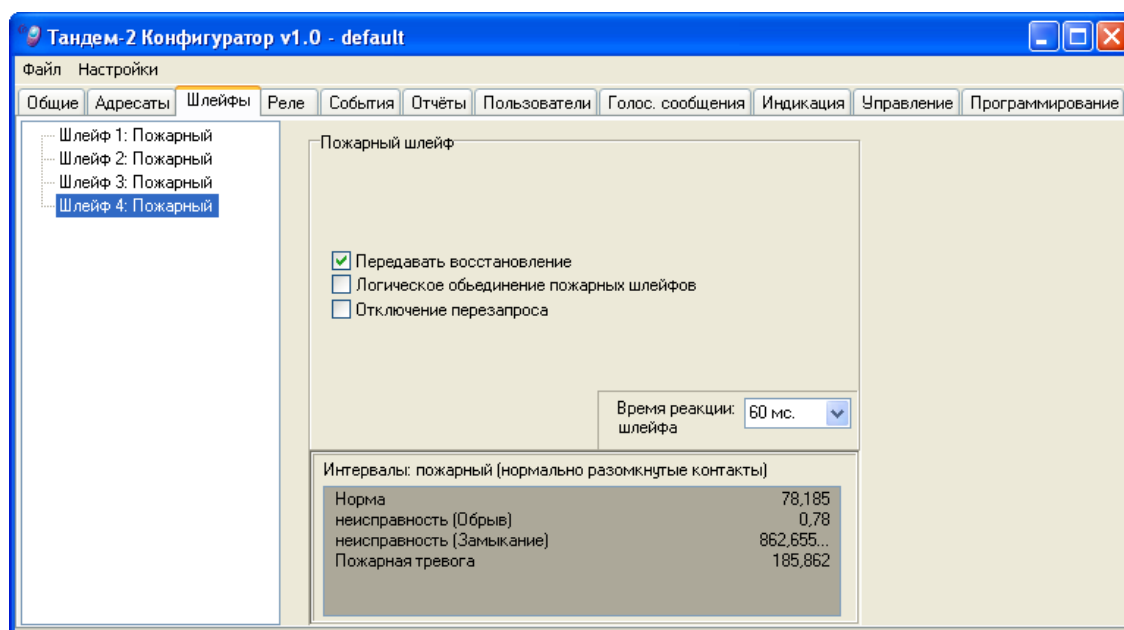 Тандем-2 Конфигуратор v1.0 - default
Файл Настройки
Общие Адресаты Шлейфы Реле События Отчёты Пользователи Голос. сообщения Индикация Управление Программирование
Шлейф 1: Пожарный
Шлейф 2: Пожарный
Шлейф 3: Пожарный
Шлейф 4: Пожарный
Пожарный шлейф
Передавать восстановление
Логическое обьединение пожарных шлейфов
Отключение перезапроса
Время реакции: 60 мс.
шлейфа
Интервалы: пожарный (нормально разомкнутые контакты)
Норма 78,185
неисправность (Обрыв) 0,78
неисправность (Замыкание) 862,655...
Пожарная тревога 185,862